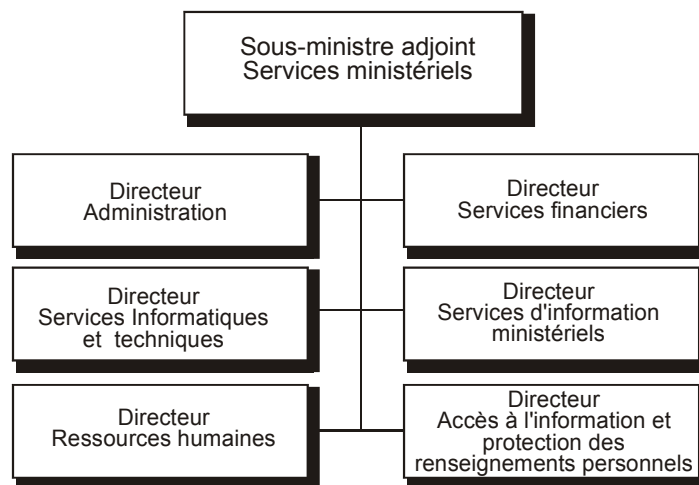 Sous-ministre adjoint
Services ministériels
Directeur
Administration
Directeur
Services financiers
Directeur
Services Informatiques
et techniques
Directeur
Services d'information
ministériels
Directeur
Ressources humaines
Directeur
Accès à l'information et
protection des
renseignements personnels